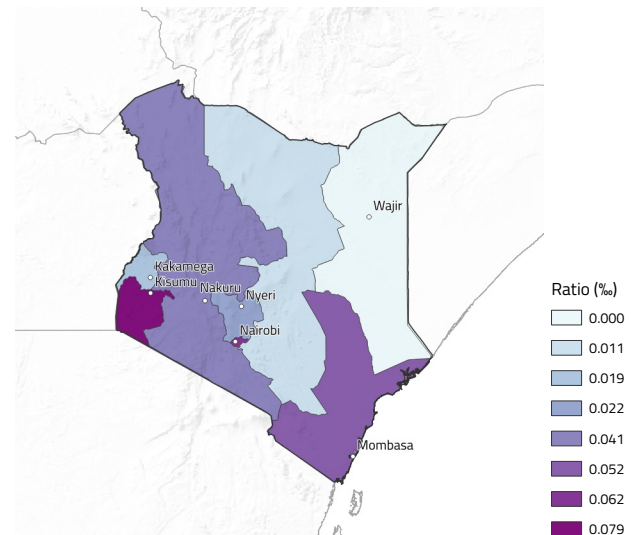 Wajir
Kakamega
Kisumu
Nakuru
Nyeri
Nairobi
Mombasa
Ratio (‰)
0.000
0.011
0.019
0.022
0.041
0.052
0.062
0.079